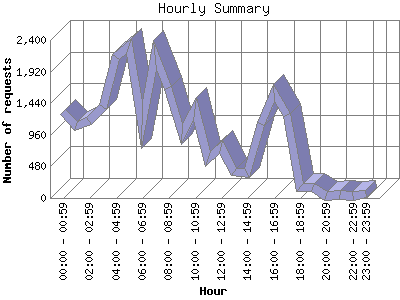 Hourly Summary
Number of requests
2,400
1,920
1,440
960
480
0
00:00 - 00:59
02:00 - 02:59
04:00 - 04:59
06:00 - 06:59
08:00 - 08:59
10:00 - 10:59
12:00 - 12:59
14:00 - 14:59
16:00 - 16:59
18:00 - 18:59
20:00 - 20:59
22:00 - 22:59
23:00 - 23:59
Hour